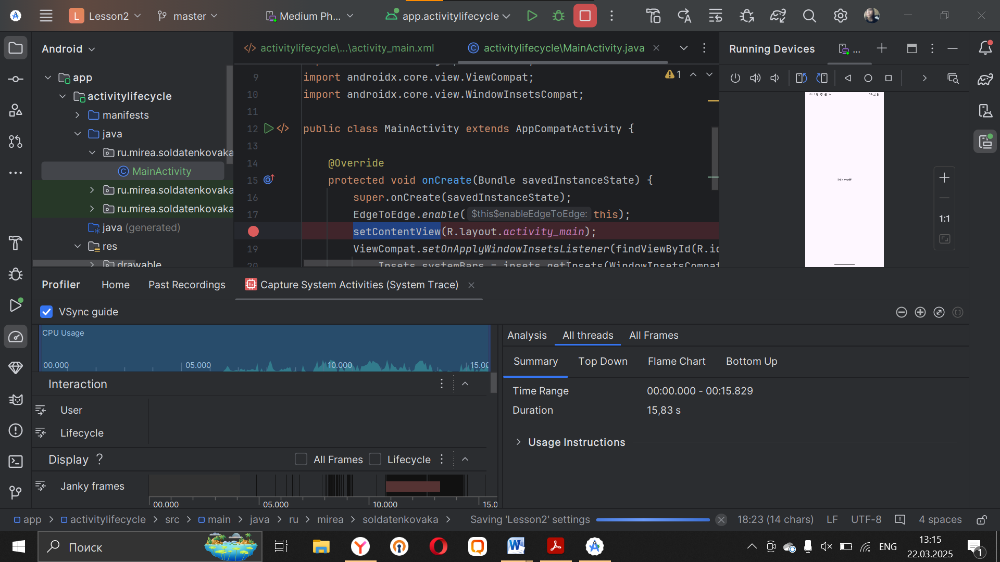 L Lesson2 master Medium Ph... app.activitylifecycle
Android
app
activitylifecycle
manifests
java
ru.mirea.soldatenkovaka
MainActivity
ru.mirea.soldatenkovaka
ru.mirea.soldatenkovaka
java (generated)
res
drawable
</> activitylifecycle\...\activity_main.xml
activitylifecycle\MainActivity.java
1
9 import androidx.core.view.ViewCompat;
10 import androidx.core.view.WindowInsetsCompat;
11
12 </> public class MainActivity extends AppCompatActivity {
13
14 @Override
15 protected void onCreate(Bundle savedInstanceState) {
16 super.onCreate(savedInstanceState);
17 EdgeToEdge.enable( $this$enableEdgeToEdge: this);
setContentView(R.layout.activity_main);
19 ViewCompat.setOnApplyWindowInsetsListener(findViewById(R.id
20 Insets systemBars = insets.getInsets(WindowInsetsCompat
Running Devices ...
Hello World!
1:1
Profiler Home Past Recordings Capture System Activities (System Trace)
VSync guide
CPU Usage
00.000 05.000 10.000 15.00
Interaction
User
Lifecycle
Display ? All Frames Lifecycle
Janky frames
00.000 05.000 10.000 15.0
Analysis All threads All Frames
Summary Top Down Flame Chart Bottom Up
Time Range 00:00.000 - 00:15.829
Duration 15,83 s
Usage Instructions
app > activitylifecycle > src > main > java > ru > mirea > soldatenkovaka > Saving 'Lesson2' settings 18:23 (14 chars) LF UTF-8 4 spaces
Поиск
ENG
13:15
22.03.2025
1